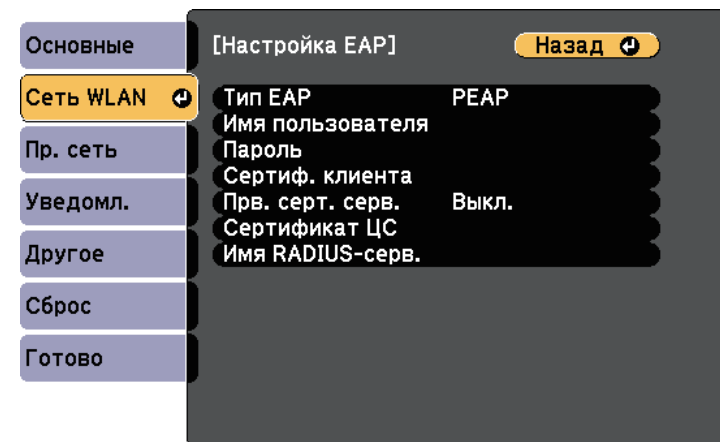 Основные
Сеть WLAN
Пр. сеть
Уведомл.
Другое
Сброс
Готово
[Настройка EAP]
Назад
Тип EAP PEAP
Имя пользователя
Пароль
Сертиф. клиента
Прв. серт. серв. Выкл.
Сертификат ЦС
Имя RADIUS-серв.